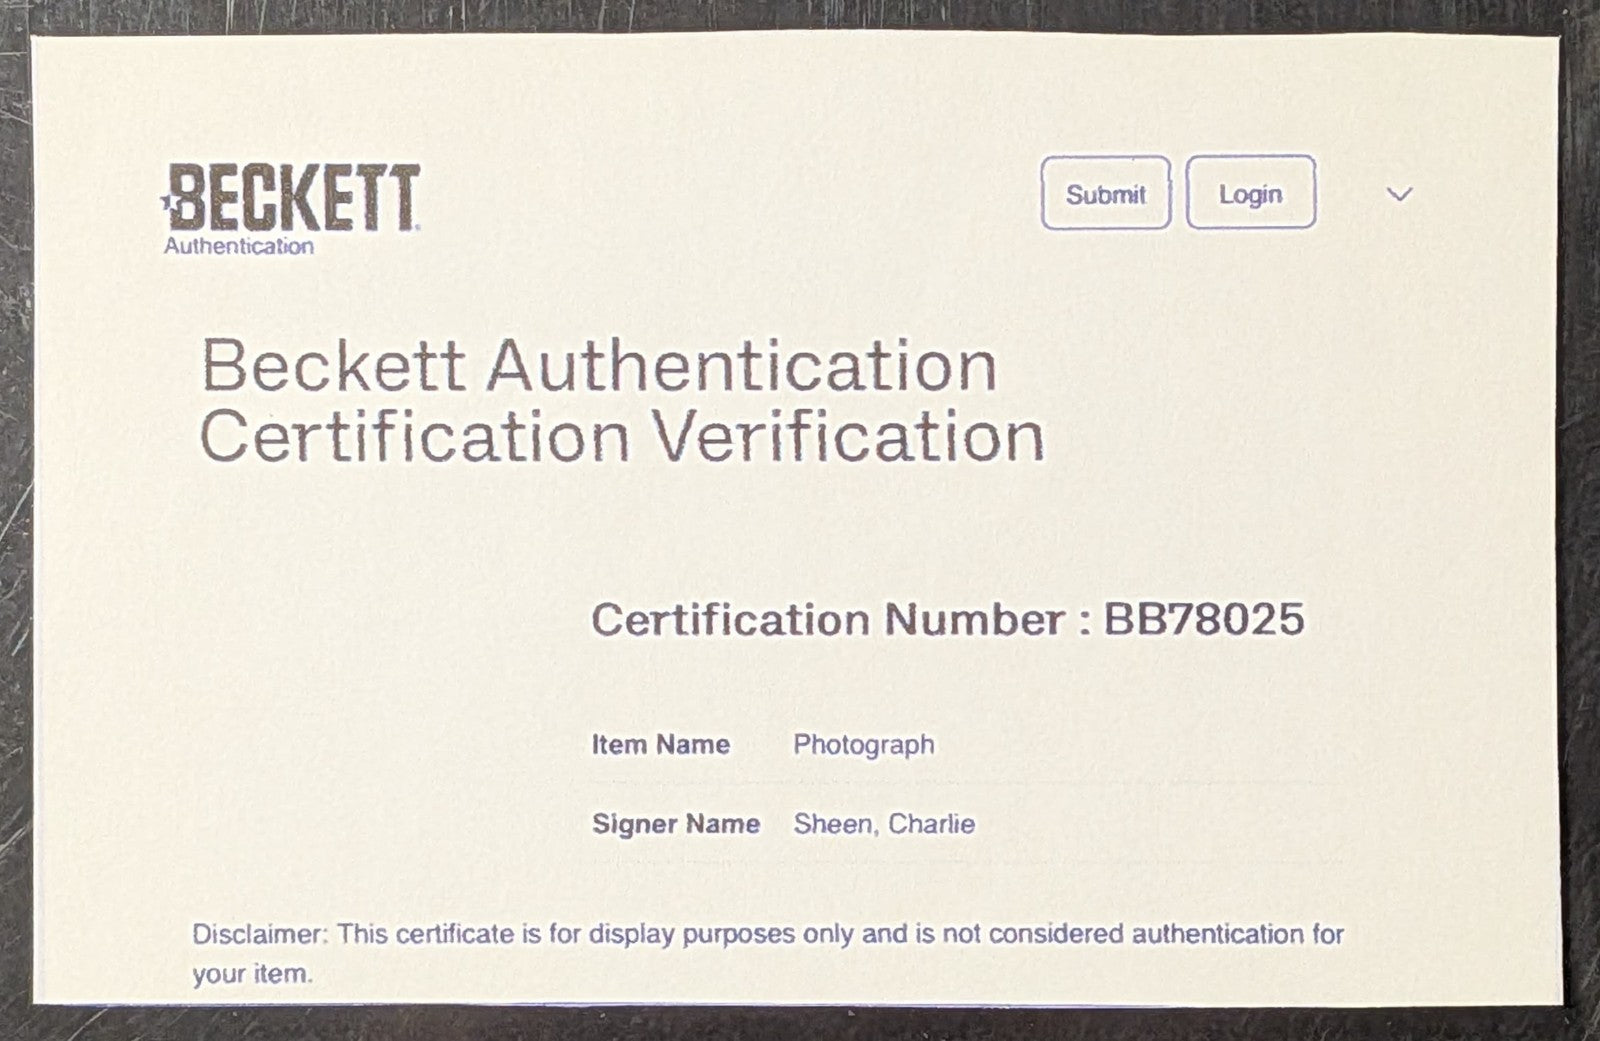 BECKETT
Authentication
Submit Login
Beckett Authentication
Certification Verification
Certification Number : BB78025
Item Name Photograph
Signer Name Sheen, Charlie
Disclaimer: This certificate is for display purposes only and is not considered authentication for
your item.